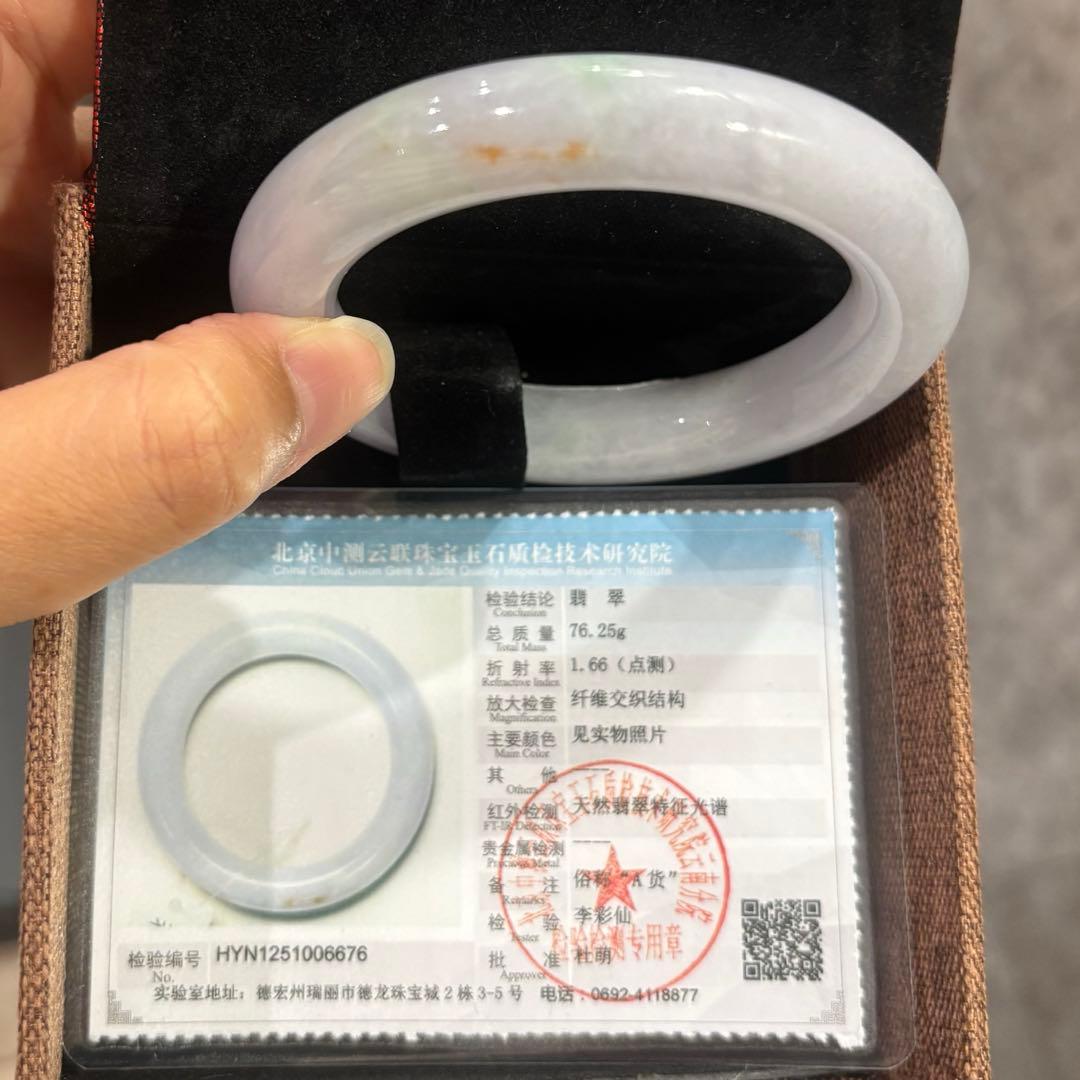 北京中测云联珠宝玉石质检技术研究院
China Cloud Union Gem & Jade Quality Inspection Research Institute
检验结论 翡 翠
Conclusion
总 质 量 76.25g
Total Mass
折 射 率 1.66（点测）
Refractive Index
放大检查 纤维交织结构
Magnification
主要颜色 见实物照片
Main Color
其 他 ----
Others
红外检测 天然翡翠特征光谱
FT-IR Detection
贵金属检测 ----
Precious Metal
备 注 俗称“A货”
Remarks
检 验 李彩仙
Tester
批 准 杜萌
Approver
检验检测专用章
检验编号 HYN1251006676
No.
实验室地址：德宏州瑞丽市德龙珠宝城2栋3-5号 电话：0692-4118877